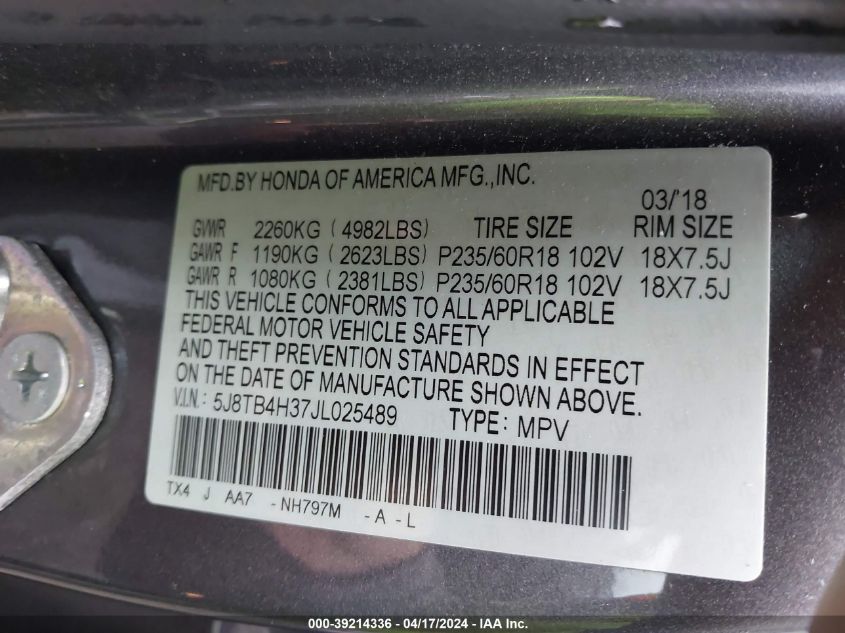 MFD.BY HONDA OF AMERICA MFG.,INC.
03/'18
GVWR 2260KG ( 4982LBS) TIRE SIZE RIM SIZE
GAWR F 1190KG ( 2623LBS) P235/60R18 102V 18X7.5J
GAWR R 1080KG ( 2381LBS) P235/60R18 102V 18X7.5J
THIS VEHICLE CONFORMS TO ALL APPLICABLE
FEDERAL MOTOR VEHICLE SAFETY
AND THEFT PREVENTION STANDARDS IN EFFECT
ON THE DATE OF MANUFACTURE SHOWN ABOVE.
V.I.N.: 5J8TB4H37JL025489 TYPE: MPV
TX4 J AA7 -NH797M -A -L
000-39214336 - 04/17/2024 - IAA Inc.